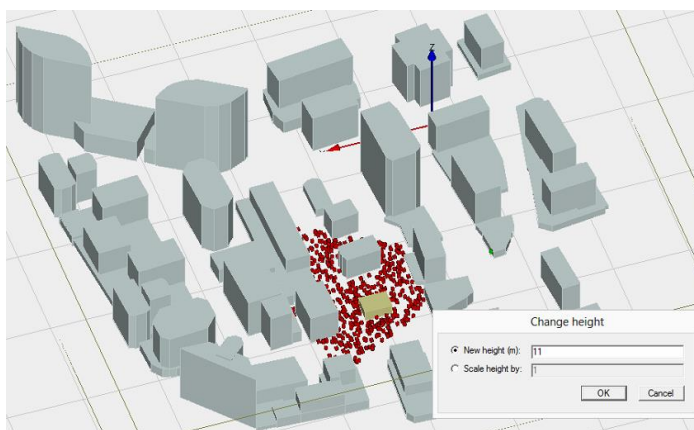 Z
Change height
New height (m): 11
Scale height by: 1
OK Cancel